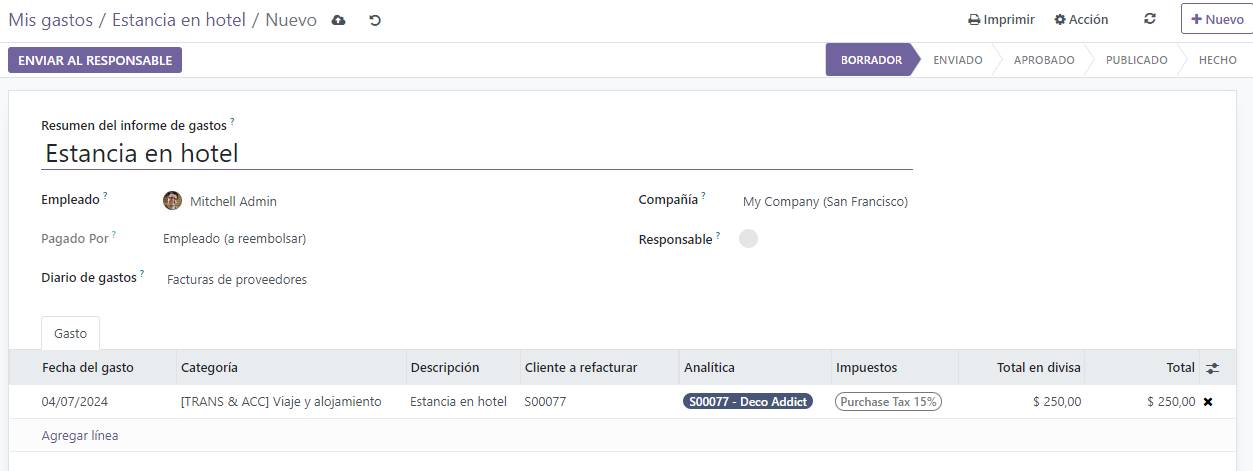 Mis gastos / Estancia en hotel / Nuevo Imprimir Acción + Nuevo
ENVIAR AL RESPONSABLE BORRADOR ENVIADO APROBADO PUBLICADO HECHO
Resumen del informe de gastos ?
Estancia en hotel
Empleado ? Mitchell Admin Compañía ? My Company (San Francisco)
Pagado Por ? Empleado (a reembolsar) Responsable ?
Diario de gastos ? Facturas de proveedores
Gasto
Fecha del gasto Categoría Descripción Cliente a refacturar Analítica Impuestos Total en divisa Total
04/07/2024 [TRANS & ACC] Viaje y alojamiento Estancia en hotel S00077 S00077 - Deco Addict Purchase Tax 15% $ 250,00 $ 250,00
Agregar línea